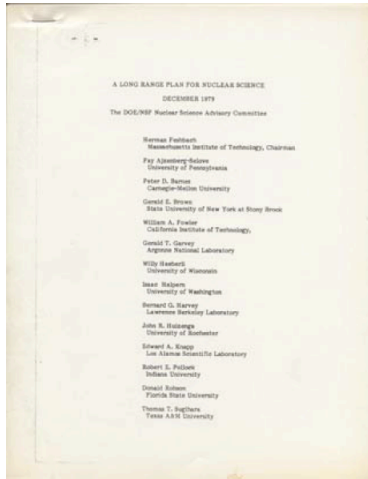 A LONG RANGE PLAN FOR NUCLEAR SCIENCE
DECEMBER 1979
The DOE/NSF Nuclear Science Advisory Committee
Herman Feshbach
Massachusetts Institute of Technology, Chairman
Fay Ajzenberg-Selove
University of Pennsylvania
Peter D. Barnes
Carnegie-Mellon University
Gerald E. Brown
State University of New York at Stony Brook
William A. Fowler
California Institute of Technology,
Gerald T. Garvey
Argonne National Laboratory
Willy Haeberli
University of Wisconsin
Isaac Halpern
University of Washington
Bernard G. Harvey
Lawrence Berkeley Laboratory
John R. Huizenga
University of Rochester
Edward A. Knapp
Los Alamos Scientific Laboratory
Robert E. Pollock
Indiana University
Donald Robson
Florida State University
Thomas T. Sugihara
Texas A&M University